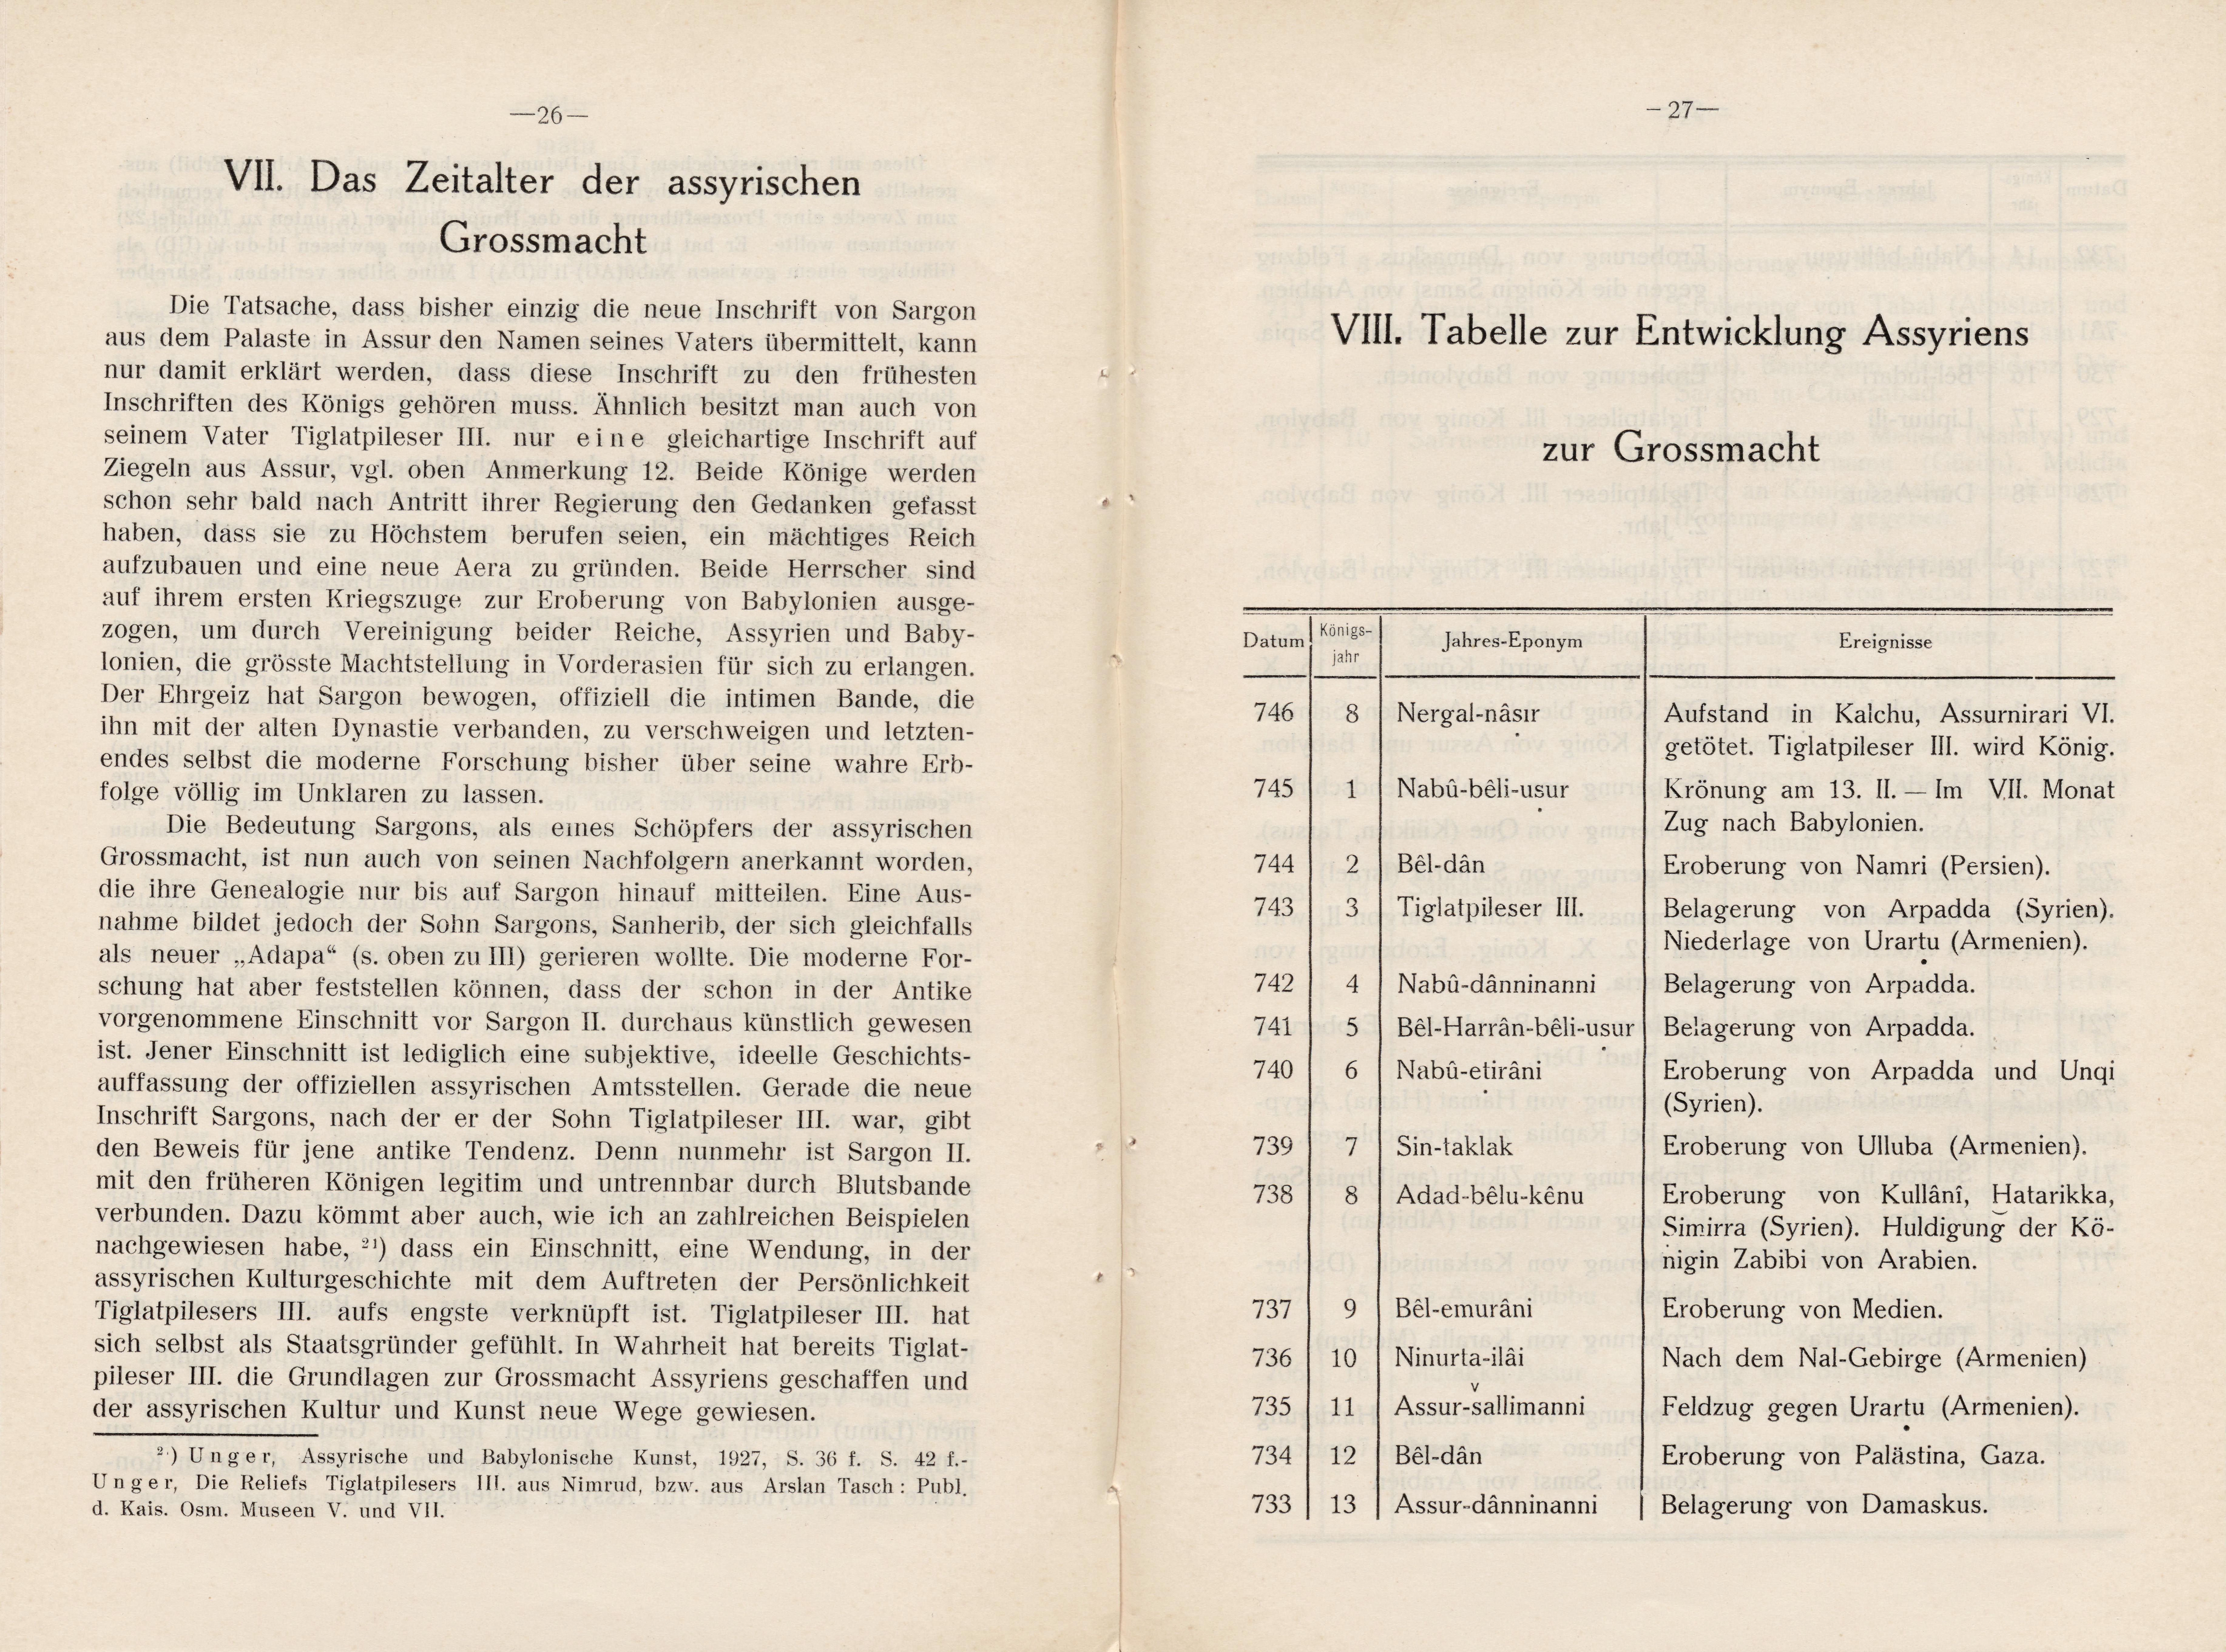 —26—
VII. Das Zeitalter der assyrischen
Grossmacht
Die Tatsache, dass bisher einzig die neue Inschrift von Sargon
aus dem Palaste in Assur den Namen seines Vaters übermittelt, kann
nur damit erklärt werden, dass diese Inschrift zu den frühesten
Inschriften des Königs gehören muss. Ähnlich besitzt man auch von
seinem Vater Tiglatpileser III. nur eine gleichartige Inschrift auf
Ziegeln aus Assur, vgl. oben Anmerkung 12. Beide Könige werden
schon sehr bald nach Antritt ihrer Regierung den Gedanken gefasst
haben, dass sie zu Höchstem berufen seien, ein mächtiges Reich
aufzubauen und eine neue Aera zu gründen. Beide Herrscher sind
auf ihrem ersten Kriegszuge zur Eroberung von Babylonien ausge-
zogen, um durch Vereinigung beider Reiche, Assyrien und Baby-
lonien, die grösste Machtstellung in Vorderasien für sich zu erlangen.
Der Ehrgeiz hat Sargon bewogen, offiziell die intimen Bande, die
ihn mit der alten Dynastie verbanden, zu verschweigen und letzten-
endes selbst die moderne Forschung bisher über seine wahre Erb-
folge völlig im Unklaren zu lassen.
Die Bedeutung Sargons, als eines Schöpfers der assyrischen
Grossmacht, ist nun auch von seinen Nachfolgern anerkannt worden,
die ihre Genealogie nur bis auf Sargon hinauf mitteilen. Eine Aus-
nahme bildet jedoch der Sohn Sargons, Sanherib, der sich gleichfalls
als neuer „Adapa“ (s. oben zu III) gerieren wollte. Die moderne For-
schung hat aber feststellen können, dass der schon in der Antike
vorgenommene Einschnitt vor Sargon II. durchaus künstlich gewesen
ist. Jener Einschnitt ist lediglich eine subjektive, ideelle Geschichts-
auffassung der offiziellen assyrischen Amtsstellen. Gerade die neue
Inschrift Sargons, nach der er der Sohn Tiglatpileser III. war, gibt
den Beweis für jene antike Tendenz. Denn nunmehr ist Sargon II.
mit den früheren Königen legitim und untrennbar durch Blutsbande
verbunden. Dazu kömmt aber auch, wie ich an zahlreichen Beispielen
nachgewiesen habe, ²¹) dass ein Einschnitt, eine Wendung, in der
assyrischen Kulturgeschichte mit dem Auftreten der Persönlichkeit
Tiglatpilesers III. aufs engste verknüpft ist. Tiglatpileser III. hat
sich selbst als Staatsgründer gefühlt. In Wahrheit hat bereits Tiglat-
pileser III. die Grundlagen zur Grossmacht Assyriens geschaffen und
der assyrischen Kultur und Kunst neue Wege gewiesen.
²·) Unger, Assyrische und Babylonische Kunst, 1927, S. 36 f. S. 42 f.-
Unger, Die Reliefs Tiglatpilesers III. aus Nimrud, bzw. aus Arslan Tasch : Publ.
d. Kais. Osm. Museen V. und VII.
—27—
VIII. Tabelle zur Entwicklung Assyriens
zur Grossmacht
Datum Königs-jahr Jahres-Eponym Ereignisse
746 8 Nergal-nâṣir Aufstand in Kalchu, Assurnirari VI.
getötet. Tiglatpileser III. wird König.
745 1 Nabû-bêli-uṣur Krönung am 13. II. — Im VII. Monat
Zug nach Babylonien.
744 2 Bêl-dân Eroberung von Namri (Persien).
743 3 Tiglatpileser III. Belagerung von Arpadda (Syrien).
Niederlage von Urarṭu (Armenien).
742 4 Nabû-dânninanni Belagerung von Arpadda.
741 5 Bêl-Harrân-bêli-uṣur Belagerung von Arpadda.
740 6 Nabû-eṭirâni Eroberung von Arpadda und Unqi
(Syrien).
739 7 Sin-taklak Eroberung von Ulluba (Armenien).
738 8 Adad-bêlu-kênu Eroberung von Kullânî, Ḫatarikka,
Simirra (Syrien). Huldigung der Kö-
nigin Zabibi von Arabien.
737 9 Bêl-emurâni Eroberung von Medien.
736 10 Ninurta-ilâi Nach dem Nal-Gebirge (Armenien)
735 11 Assur-šallimanni Feldzug gegen Urarṭu (Armenien).
734 12 Bêl-dân Eroberung von Palästina, Gaza.
733 13 Assur-dânninanni Belagerung von Damaskus.